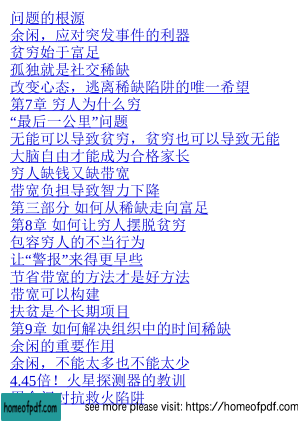 问题的根源
余闲，应对突发事件的利器
贫穷始于富足
孤独就是社交稀缺
改变心态，逃离稀缺陷阱的唯一希望
第7章 穷人为什么穷
“最后一公里”问题
无能可以导致贫穷，贫穷也可以导致无能
大脑自由才能成为合格家长
穷人缺钱又缺带宽
带宽负担导致智力下降
第三部分 如何从稀缺走向富足
第8章 如何让穷人摆脱贫穷
包容穷人的不当行为
让“警报”来得更早些
节省带宽的方法才是好方法
带宽可以构建
扶贫是个长期项目
第9章 如何解决组织中的时间稀缺
余闲的重要作用
余闲，不能太多也不能太少
4.45倍！火星探测器的教训
对抗救火陷阱
homeofpdf.com
see more please visit: https://homeofpdf.com